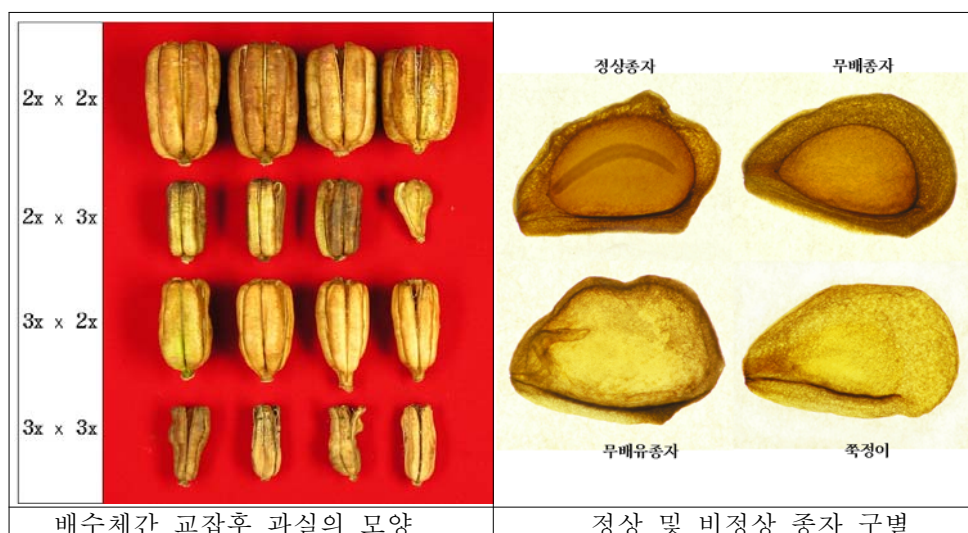 2x × 2x
2x × 3x
3x × 2x
3x × 3x
정상종자
무배종자
무배유종자
쭉정이
배수체간 교잡후 과실의 모양
정상 및 비정상 종자 구별